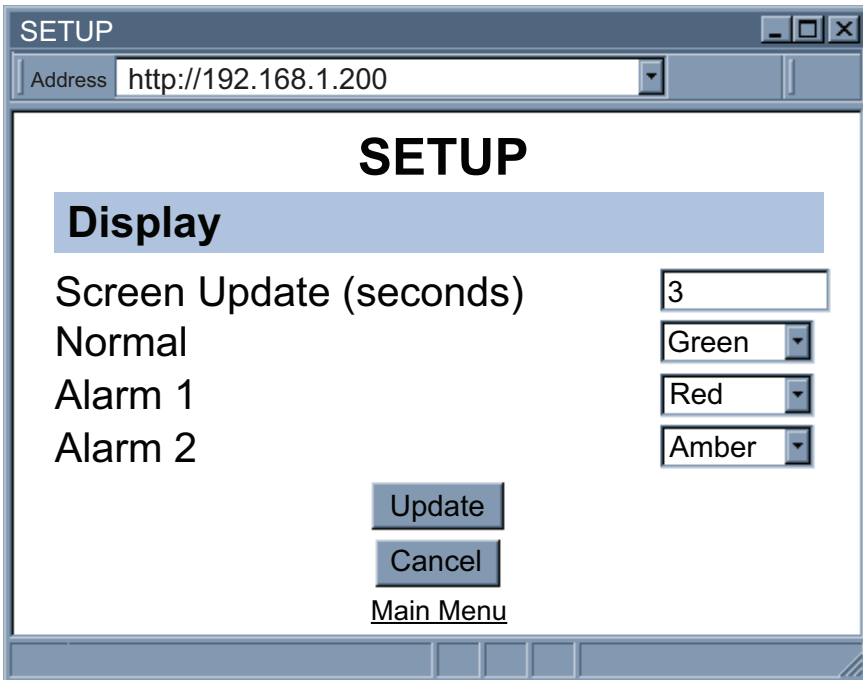 SETUP
Address http://192.168.1.200
SETUP
Display
Screen Update (seconds) 3
Normal Green
Alarm 1 Red
Alarm 2 Amber
Update
Cancel
Main Menu